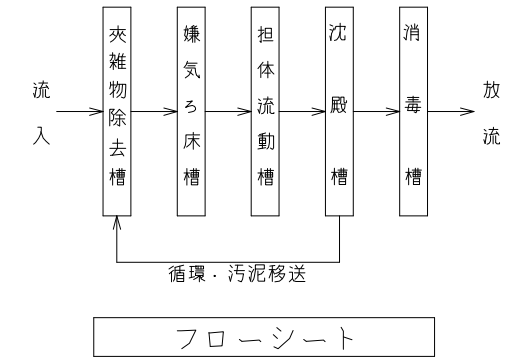 流入
夾雑物除去槽
嫌気ろ床槽
担体流動槽
沈殿槽
消毒槽
放流
循環・汚泥移送
フローシート